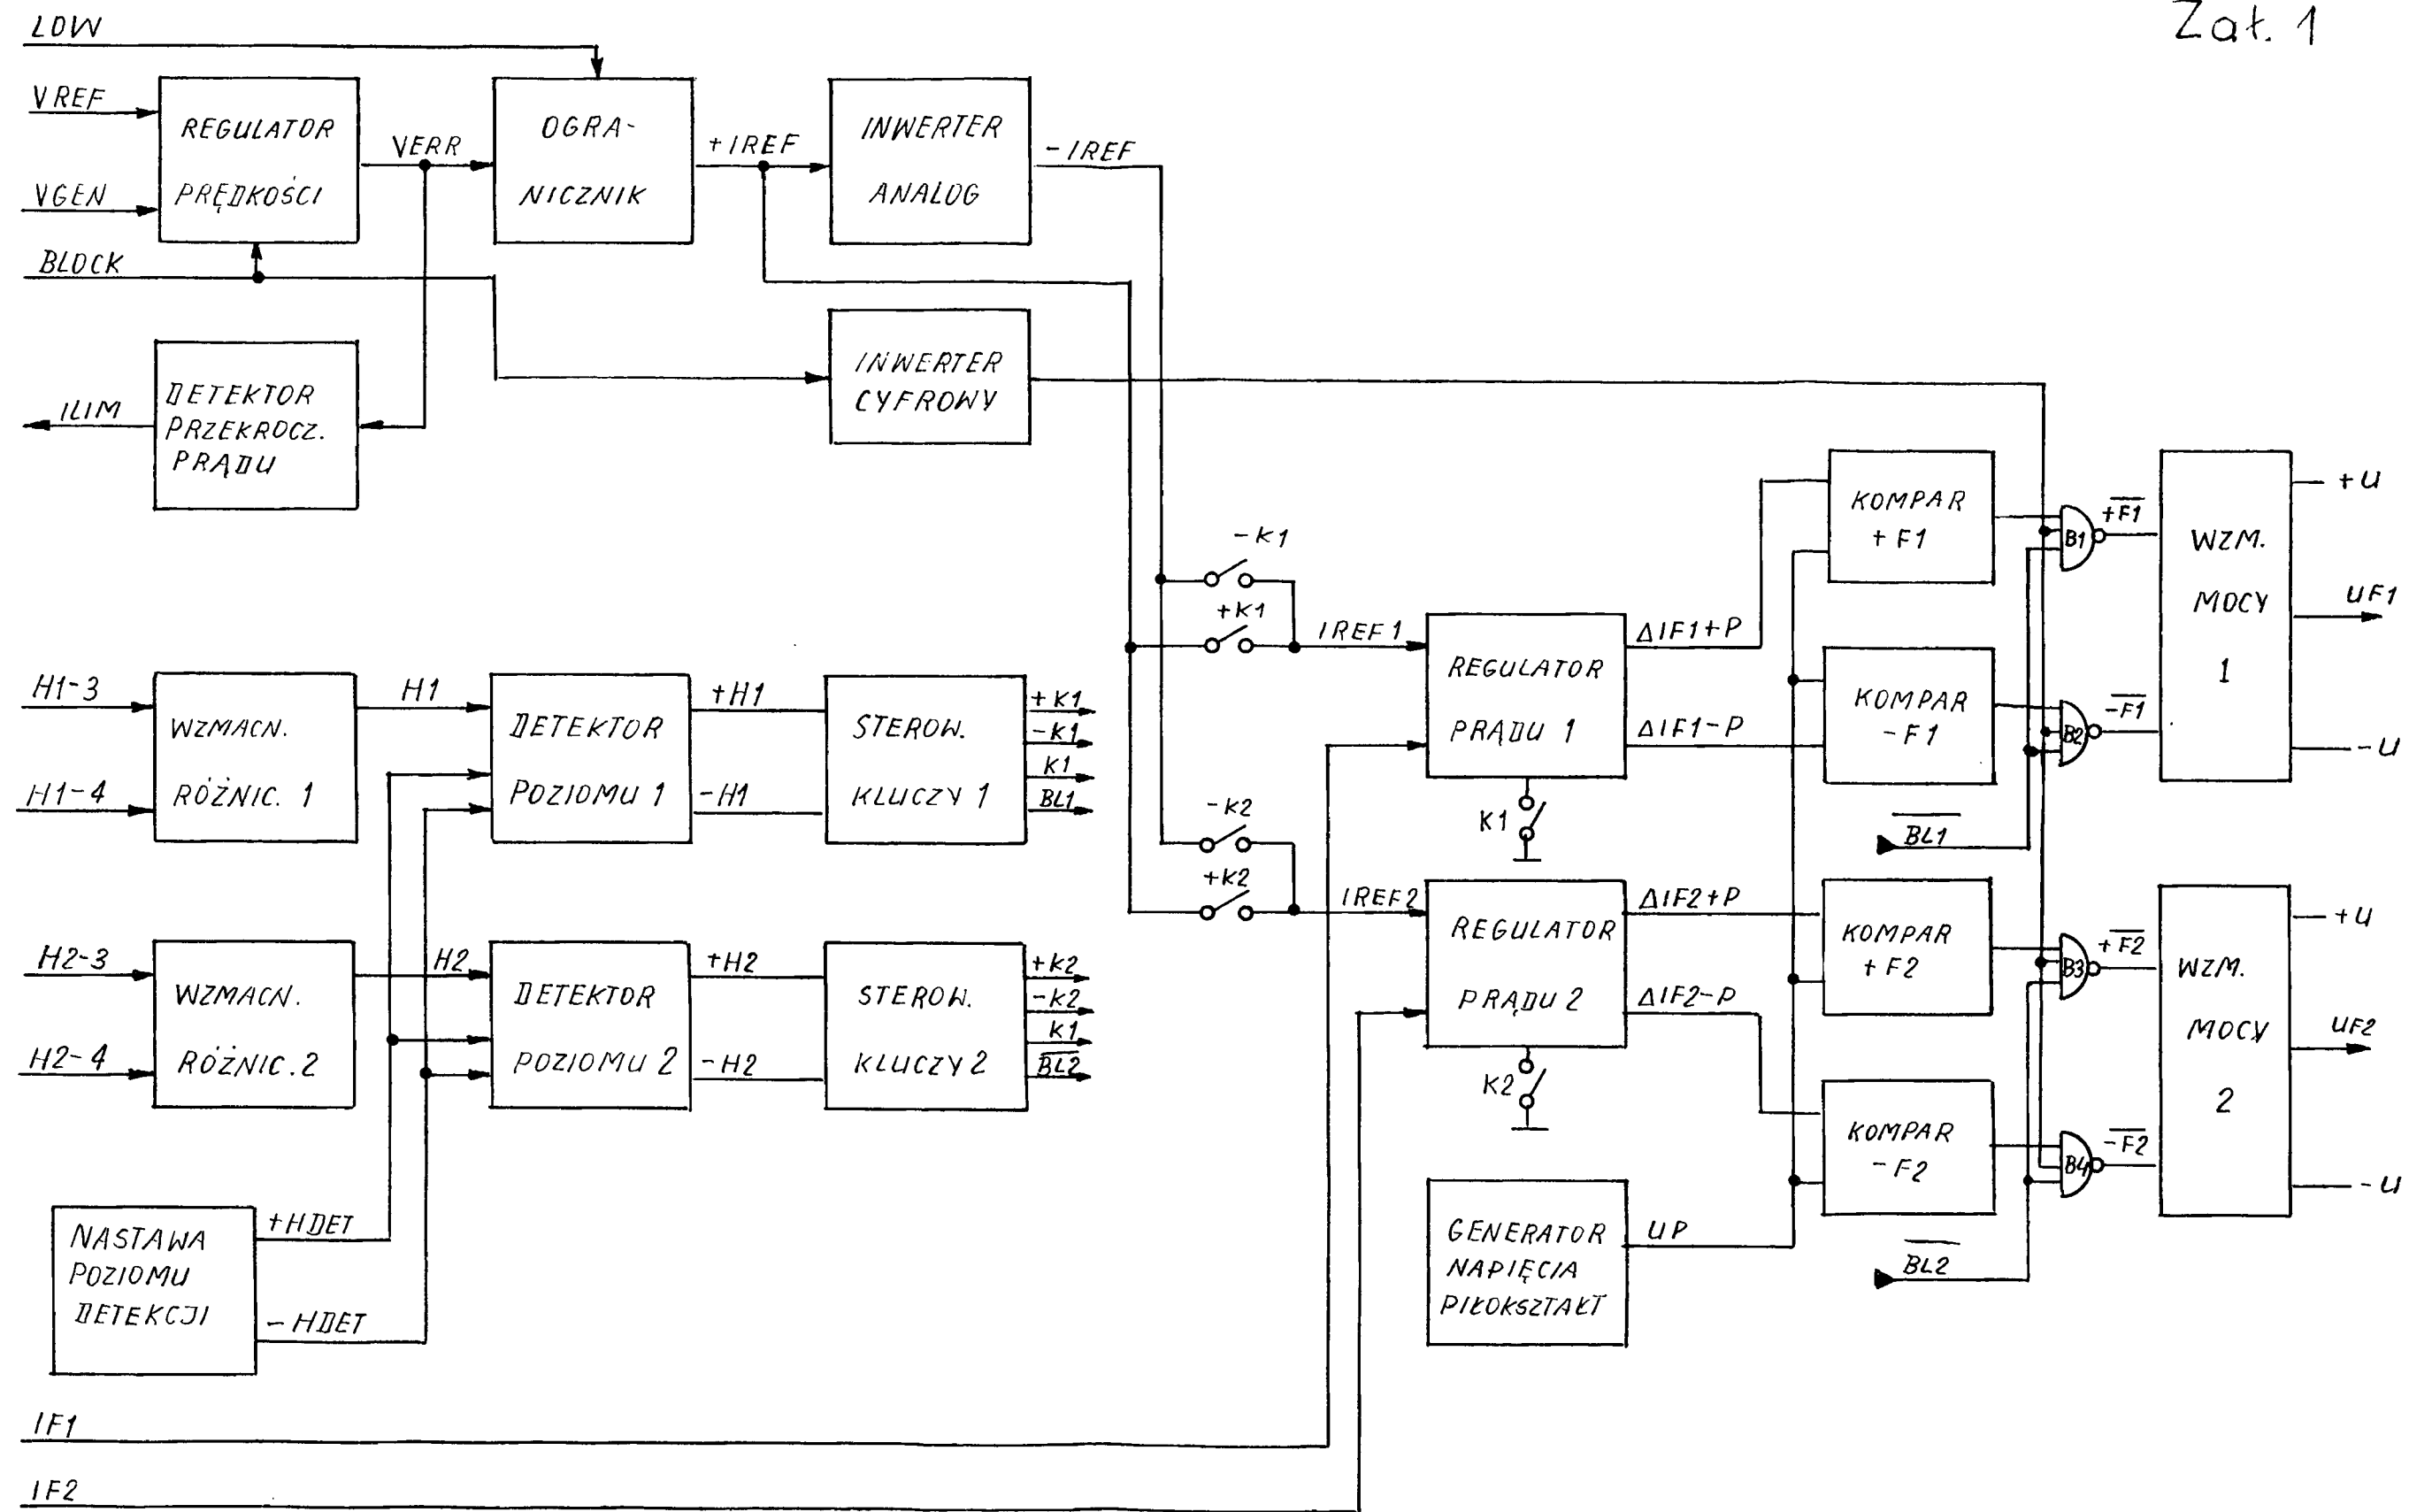 Zał. 1
LOW
VREF
VGEN
BLOCK
REGULATOR
PRĘDKOŚCI
VERR
OGRA-
NICZNIK
+IREF
INWERTER
ANALOG
-IREF
INWERTER
CYFROWY
ILIM
DETEKTOR
PRZEKROCZ.
PRĄDU
H1-3
H1-4
WZMACN.
RÓŻNIC. 1
H1
DETEKTOR
POZIOMU 1
+H1
-H1
STEROW.
KLUCZY 1
+K1
-K1
K1
BL1
H2-3
H2-4
WZMACN.
RÓŻNIC. 2
H2
DETEKTOR
POZIOMU 2
+H2
-H2
STEROW.
KLUCZY 2
+K2
-K2
K1
BL2
NASTAWA
POZIOMU
DETEKCJI
+HDET
-HDET
IF1
IF2
-K1
+K1
IREF1
-K2
+K2
IREF2
REGULATOR
PRĄDU 1
K1
ΔIF1+P
ΔIF1-P
REGULATOR
PRĄDU 2
K2
ΔIF2+P
ΔIF2-P
GENERATOR
NAPIĘCIA
PIŁOKSZTAŁT
UP
KOMPAR
+F1
KOMPAR
-F1
BL1
KOMPAR
+F2
KOMPAR
-F2
BL2
B1
+F1
B2
-F1
B3
+F2
B4
-F2
WZM.
MOCY
1
+U
UF1
-U
WZM.
MOCY
2
+U
UF2
-U